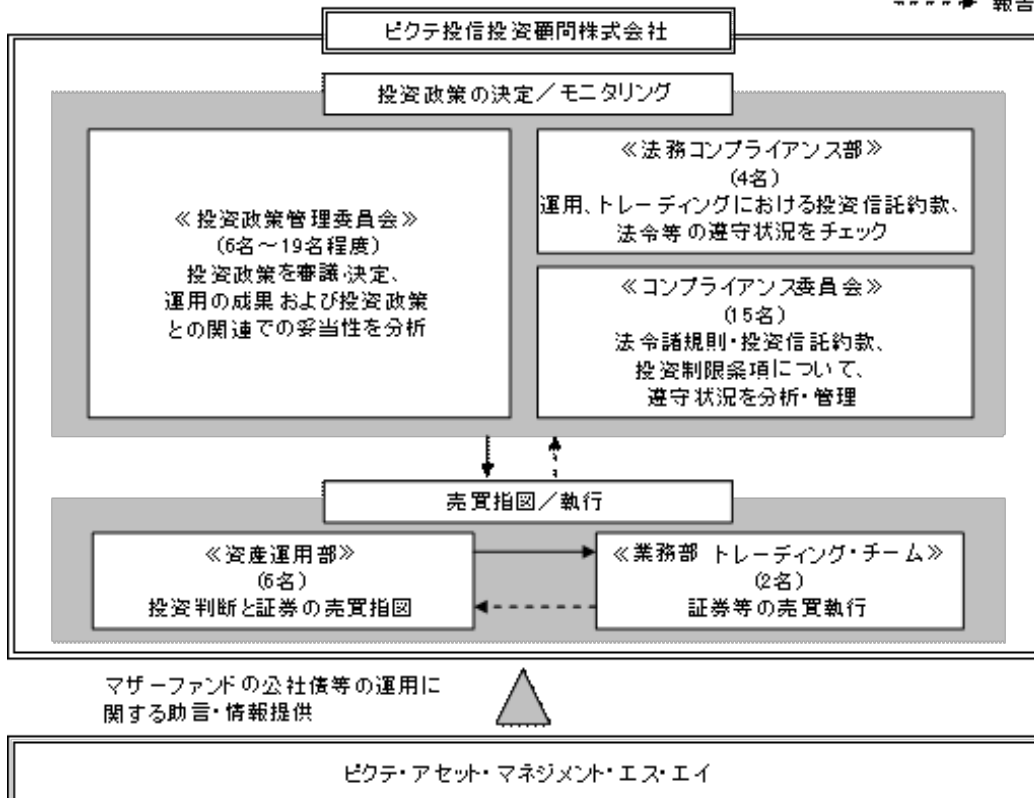 報告
ピクテ投信投資顧問株式会社
投資政策の決定／モニタリング
≪投資政策管理委員会≫
(6名～19名程度)
投資政策を審議・決定、
運用の成果および投資政策
との関連での妥当性を分析
≪法務コンプライアンス部≫
(4名)
運用、トレーディングにおける投資信託約款、
法令等の遵守状況をチェック
≪コンプライアンス委員会≫
(15名)
法令諸規則・投資信託約款、
投資制限条項について、
遵守状況を分析・管理
売買指図／執行
≪資産運用部≫
(6名)
投資判断と証券の売買指図
≪業務部 トレーディング・チーム≫
(2名)
証券等の売買執行
マザーファンドの公社債等の運用に
関する助言・情報提供
ピクテ・アセット・マネジメント・エス・エイ